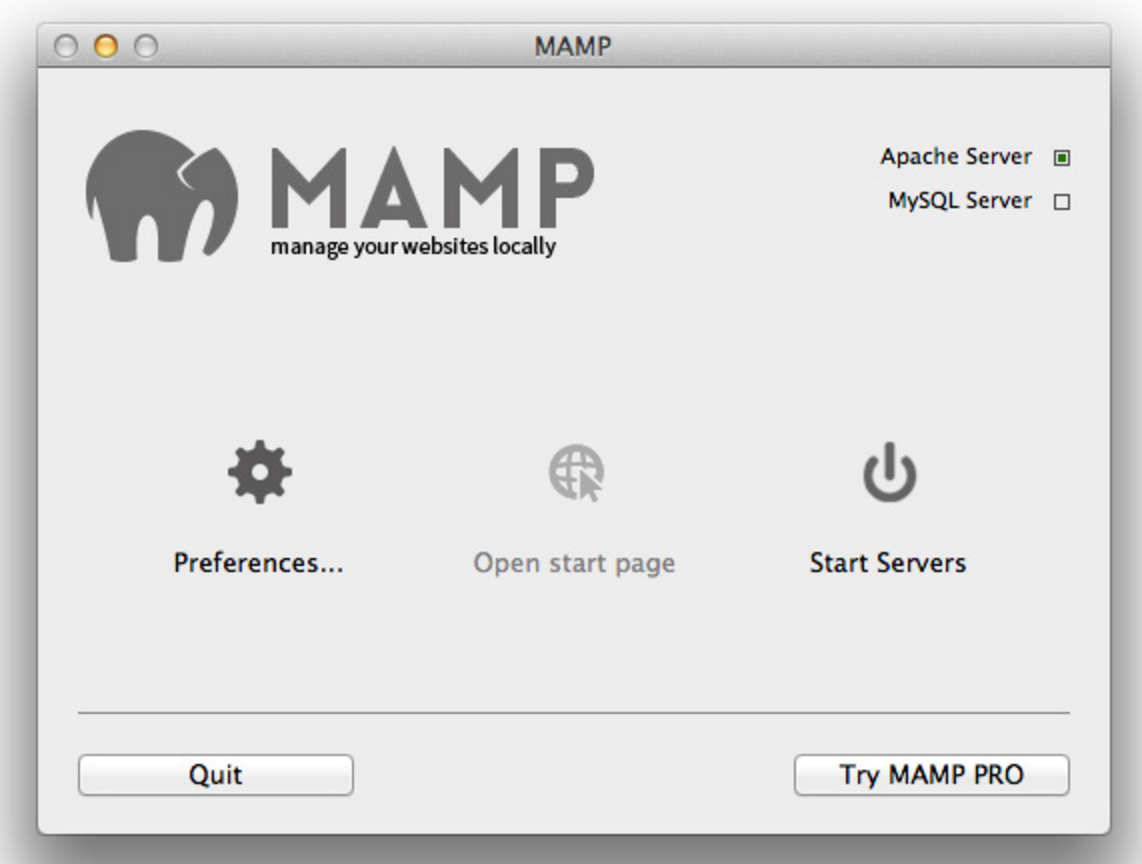 MAMP
MAMP
manage your websites locally
Apache Server
MySQL Server
Preferences...
Open start page
Start Servers
Quit
Try MAMP PRO